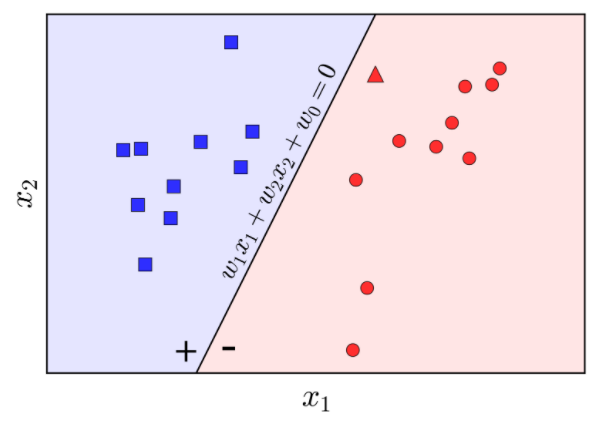 x₂
w₁x₁ + w₂x₂ + w₀ = 0
+ -
x₁